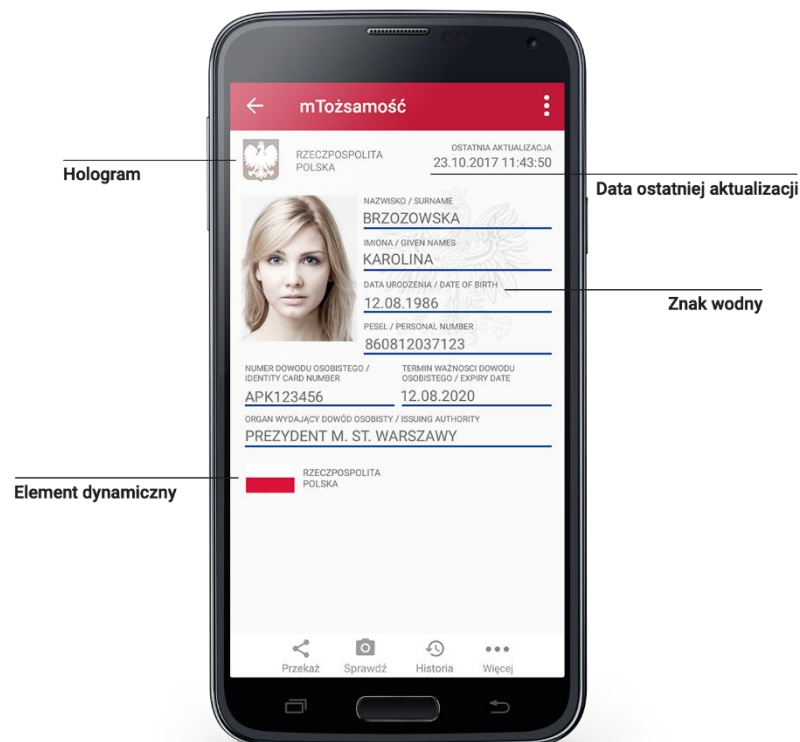 mTożsamość
RZECZPOSPOLITA
POLSKA
OSTATNIA AKTUALIZACJA
23.10.2017 11:43:50
Hologram
Data ostatniej aktualizacji
NAZWISKO / SURNAME
BRZOZOWSKA
IMIONA / GIVEN NAMES
KAROLINA
DATA URODZENIA / DATE OF BIRTH
12.08.1986
Znak wodny
PESEL / PERSONAL NUMBER
860812037123
NUMER DOWODU OSOBISTEGO /
IDENTITY CARD NUMBER
APK123456
TERMIN WAŻNOSCI DOWODU
OSOBISTEGO / EXPIRY DATE
12.08.2020
ORGAN WYDAJĄCY DOWÓD OSOBISTY / ISSUING AUTHORITY
PREZYDENT M. ST. WARSZAWY
RZECZPOSPOLITA
POLSKA
Element dynamiczny
Przekaż Sprawdź Historia Więcej